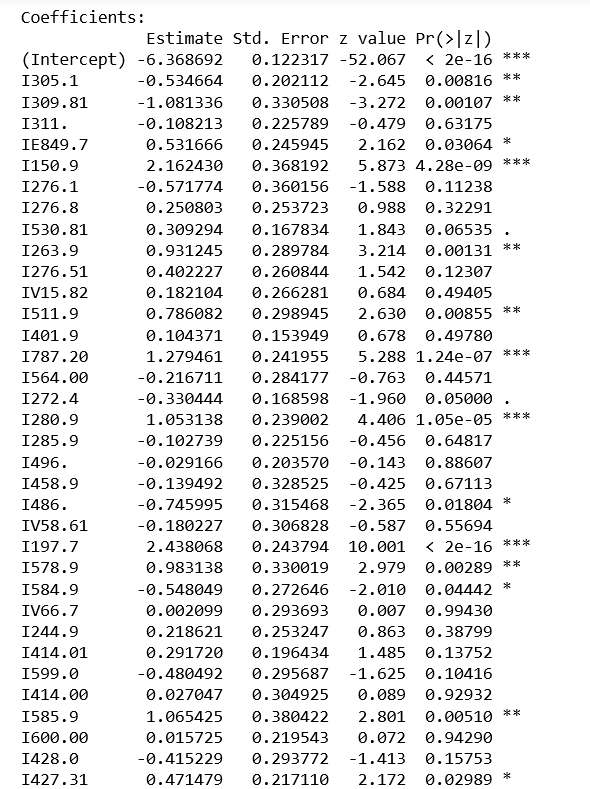 Coefficients:
Estimate Std. Error z value Pr(>|z|)
(Intercept) -6.368692 0.122317 -52.067 < 2e-16 ***
I305.1 -0.534664 0.202112 -2.645 0.00816 **
I309.81 -1.081336 0.330508 -3.272 0.00107 **
I311. -0.108213 0.225789 -0.479 0.63175
IE849.7 0.531666 0.245945 2.162 0.03064 *
I150.9 2.162430 0.368192 5.873 4.28e-09 ***
I276.1 -0.571774 0.360156 -1.588 0.11238
I276.8 0.250803 0.253723 0.988 0.32291
I530.81 0.309294 0.167834 1.843 0.06535 .
I263.9 0.931245 0.289784 3.214 0.00131 **
I276.51 0.402227 0.260844 1.542 0.12307
IV15.82 0.182104 0.266281 0.684 0.49405
I511.9 0.786082 0.298945 2.630 0.00855 **
I401.9 0.104371 0.153949 0.678 0.49780
I787.20 1.279461 0.241955 5.288 1.24e-07 ***
I564.00 -0.216711 0.284177 -0.763 0.44571
I272.4 -0.330444 0.168598 -1.960 0.05000 .
I280.9 1.053138 0.239002 4.406 1.05e-05 ***
I285.9 -0.102739 0.225156 -0.456 0.64817
I496. -0.029166 0.203570 -0.143 0.88607
I458.9 -0.139492 0.328525 -0.425 0.67113
I486. -0.745995 0.315468 -2.365 0.01804 *
IV58.61 -0.180227 0.306828 -0.587 0.55694
I197.7 2.438068 0.243794 10.001 < 2e-16 ***
I578.9 0.983138 0.330019 2.979 0.00289 **
I584.9 -0.548049 0.272646 -2.010 0.04442 *
IV66.7 0.002099 0.293693 0.007 0.99430
I244.9 0.218621 0.253247 0.863 0.38799
I414.01 0.291720 0.196434 1.485 0.13752
I599.0 -0.480492 0.295687 -1.625 0.10416
I414.00 0.027047 0.304925 0.089 0.92932
I585.9 1.065425 0.380422 2.801 0.00510 **
I600.00 0.015725 0.219543 0.072 0.94290
I428.0 -0.415229 0.293772 -1.413 0.15753
I427.31 0.471479 0.217110 2.172 0.02989 *